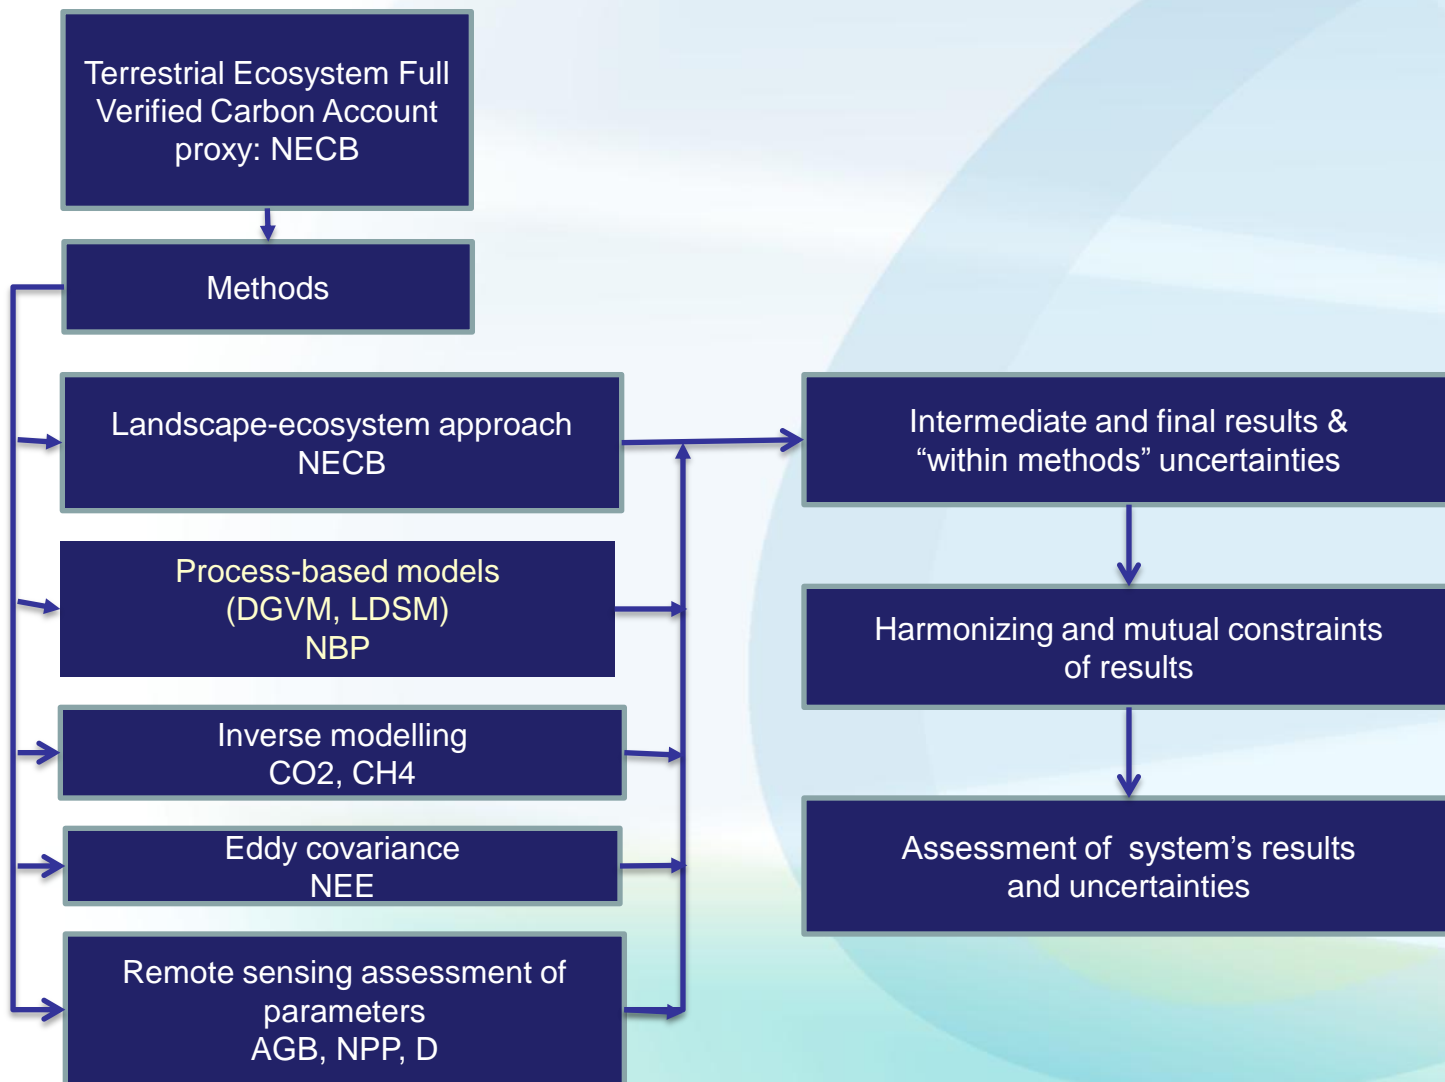 Terrestrial Ecosystem Full
Verified Carbon Account
proxy: NECB
Methods
Landscape-ecosystem approach
NECB
Process-based models
(DGVM, LDSM)
NBP
Inverse modelling
CO2, CH4
Eddy covariance
NEE
Remote sensing assessment of
parameters
AGB, NPP, D
Intermediate and final results &
“within methods” uncertainties
Harmonizing and mutual constraints
of results
Assessment of  system’s results
and uncertainties